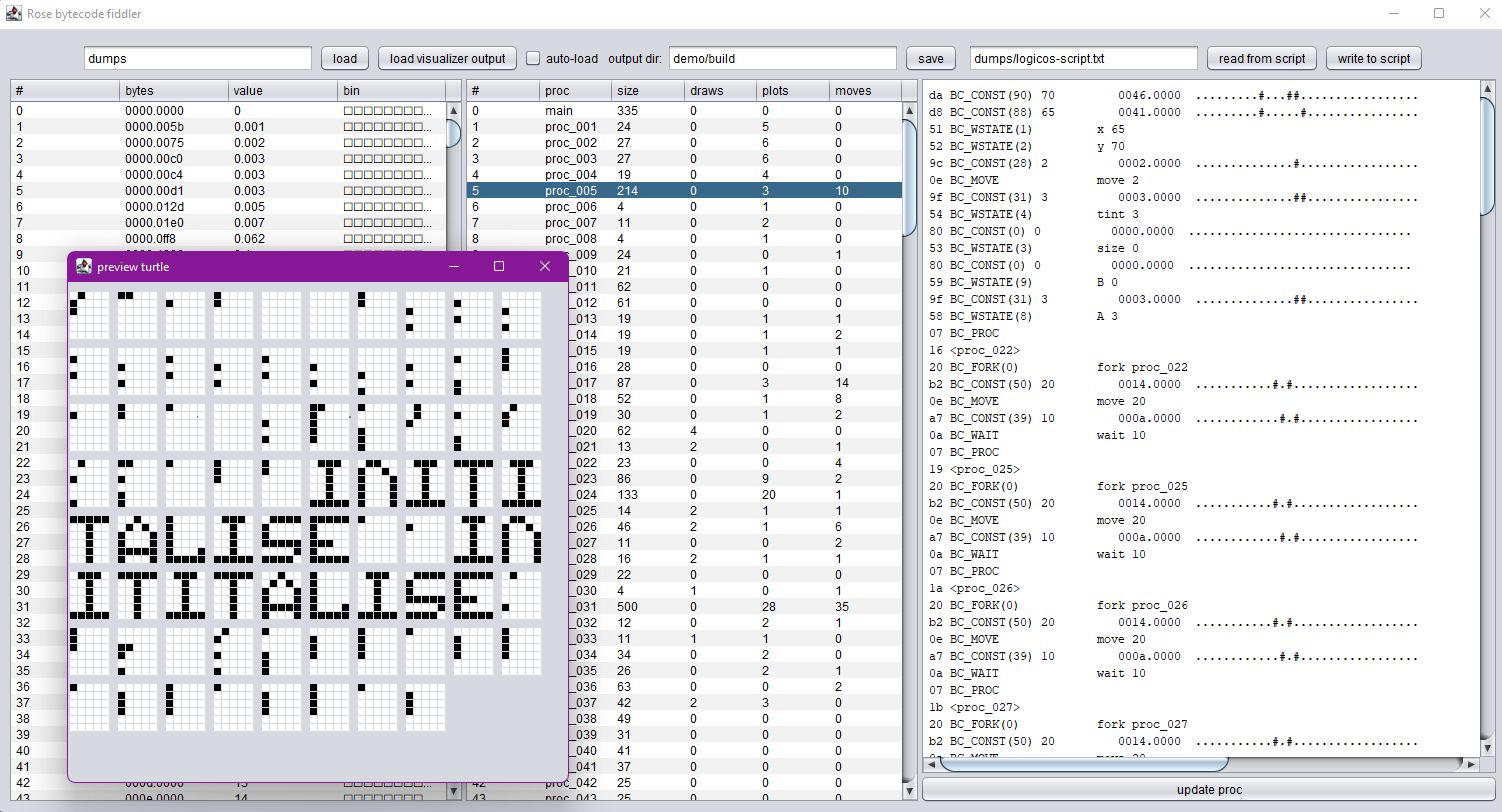 Rose bytecode fiddler
dumps load load visualizer output auto-load output dir: demo/build save dumps/logicos-script.txt read from script write to script
# bytes value bin
0 0000.0000 0
1 0000.005b 0.001
2 0000.0075 0.002
3 0000.00c0 0.003
4 0000.00c4 0.003
5 0000.00d1 0.003
6 0000.012d 0.005
7 0000.01e0 0.007
8 0000.0ff8 0.062
9
10
11
12
13
14
15
16
17
18
19
20
21
22
23
24
25
26
27
28
29
30
31
32
33
34
35
36
37
38
39
40
41
42 000d.0000 13
43 000e.0000 14
preview turtle
INITI
TALISE IN
ITITALISE
# proc size draws plots moves
0 main 335 0 0 0
1 proc_001 24 0 5 0
2 proc_002 27 0 6 0
3 proc_003 27 0 6 0
4 proc_004 19 0 4 0
5 proc_005 214 0 3 10
6 proc_006 4 0 1 0
7 proc_007 11 0 2 0
8 proc_008 4 0 1 0
_009 24 0 0 1
_010 21 0 1 0
_011 62 0 0 0
_012 61 0 0 0
_013 19 0 1 1
_014 19 0 1 2
_015 19 0 1 1
_016 28 0 0 0
_017 87 0 3 14
_018 52 0 1 8
_019 30 0 1 2
_020 62 4 0 0
_021 13 2 0 1
_022 23 0 0 4
_023 86 0 9 2
_024 133 0 20 1
_025 14 2 1 1
_026 46 2 1 6
_027 11 0 0 2
_028 16 2 1 1
_029 22 0 0 0
_030 4 1 0 1
_031 500 0 28 35
_032 12 0 2 1
_033 11 1 1 0
_034 34 0 2 0
_035 26 0 2 1
_036 63 0 0 2
_037 42 2 3 0
_038 49 0 0 0
_039 31 0 0 0
_040 41 0 0 0
_041 37 0 0 0
42 proc_042 25 0 0 0
43 proc_043 25 0 0 0
da BC_CONST(90) 70 0046.0000 .........#...##.................
d8 BC_CONST(88) 65 0041.0000 .........#.....#................
51 BC_WSTATE(1) x 65
52 BC_WSTATE(2) y 70
9c BC_CONST(28) 2 0002.0000 ..............#.................
0e BC_MOVE move 2
9f BC_CONST(31) 3 0003.0000 ..............##................
54 BC_WSTATE(4) tint 3
80 BC_CONST(0) 0 0000.0000 ................................
53 BC_WSTATE(3) size 0
80 BC_CONST(0) 0 0000.0000 ................................
59 BC_WSTATE(9) B 0
9f BC_CONST(31) 3 0003.0000 ..............##................
58 BC_WSTATE(8) A 3
07 BC_PROC
16 <proc_022>
20 BC_FORK(0) fork proc_022
b2 BC_CONST(50) 20 0014.0000 ...........#.#..................
0e BC_MOVE move 20
a7 BC_CONST(39) 10 000a.0000 ............#.#.................
0a BC_WAIT wait 10
07 BC_PROC
19 <proc_025>
20 BC_FORK(0) fork proc_025
b2 BC_CONST(50) 20 0014.0000 ...........#.#..................
0e BC_MOVE move 20
a7 BC_CONST(39) 10 000a.0000 ............#.#.................
0a BC_WAIT wait 10
07 BC_PROC
1a <proc_026>
20 BC_FORK(0) fork proc_026
b2 BC_CONST(50) 20 0014.0000 ...........#.#..................
0e BC_MOVE move 20
a7 BC_CONST(39) 10 000a.0000 ............#.#.................
0a BC_WAIT wait 10
07 BC_PROC
1b <proc_027>
20 BC_FORK(0) fork proc_027
b2 BC_CONST(50) 20 0014.0000 ...........#.#..................
0e BC_MOVE move 20
update proc